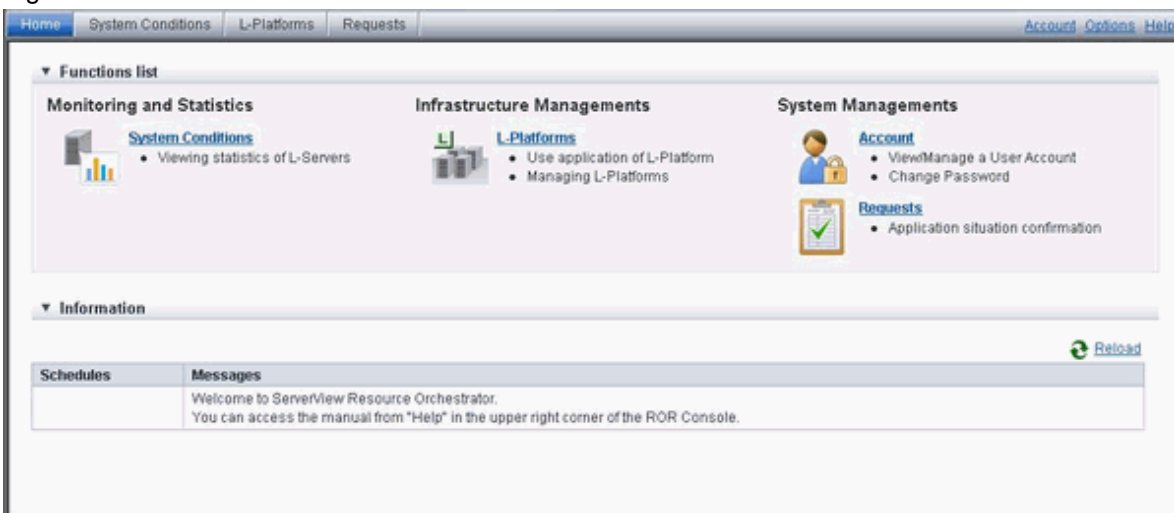 Home System Conditions L-Platforms Requests Account Options Help
Functions list
Monitoring and Statistics
System Conditions
• Viewing statistics of L-Servers
Infrastructure Managements
L
L-Platforms
• Use application of L-Platform
• Managing L-Platforms
System Managements
Account
• View/Manage a User Account
• Change Password
Requests
• Application situation confirmation
Information
Reload
Schedules Messages
Welcome to ServerView Resource Orchestrator.
You can access the manual from "Help" in the upper right corner of the ROR Console.